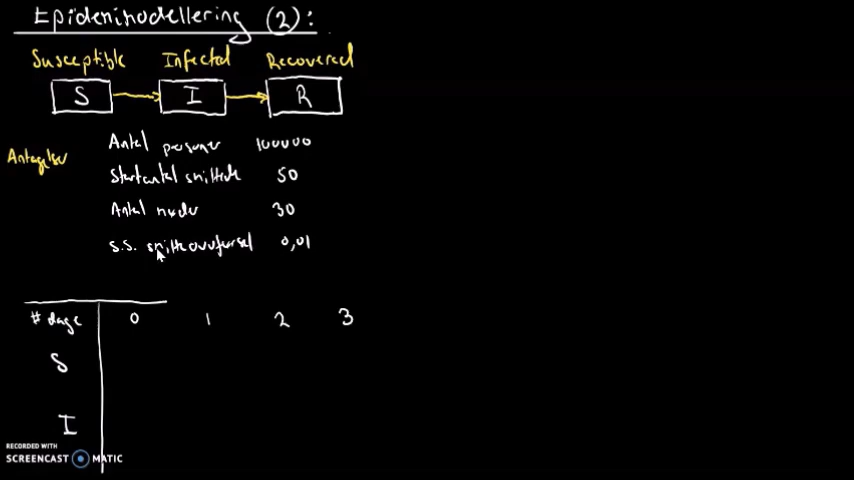 Epidemimodellering (2):
Susceptible Infected Recovered
S I R
Antagelser
Antal personer 100000
Startantal smittede 50
Antal møder 30
s.s. smitteoverførsel 0,01
# dage 0 1 2 3
S
I
RECORDED WITH
SCREENCAST MATIC